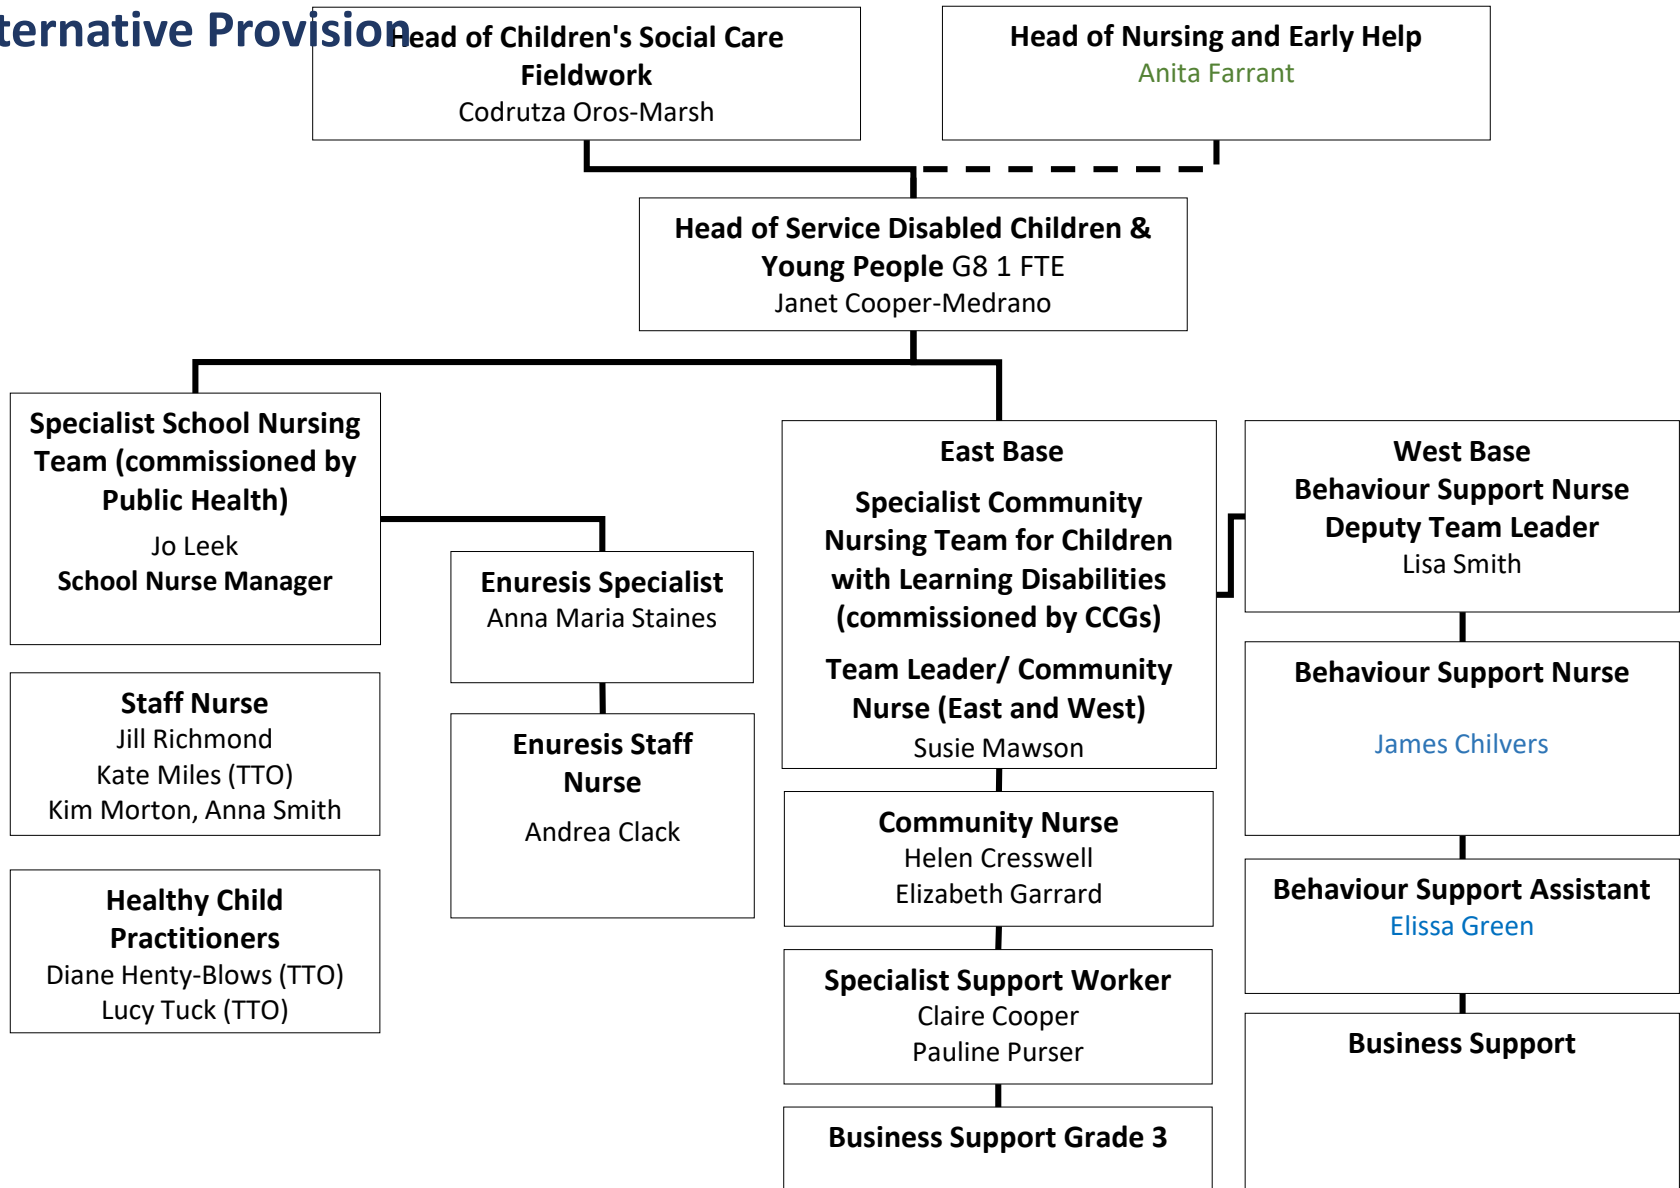 ternative Provision
Head of Children's Social Care
Fieldwork
Codrutza Oros-Marsh
Head of Nursing and Early Help
Anita Farrant
Head of Service Disabled Children &
Young People G8 1 FTE
Janet Cooper-Medrano
Specialist School Nursing
Team (commissioned by
Public Health)
Jo Leek
School Nurse Manager
Enuresis Specialist
Anna Maria Staines
Staff Nurse
Jill Richmond
Kate Miles (TTO)
Kim Morton, Anna Smith
Enuresis Staff
Nurse
Andrea Clack
Healthy Child
Practitioners
Diane Henty-Blows (TTO)
Lucy Tuck (TTO)
East Base
Specialist Community
Nursing Team for Children
with Learning Disabilities
(commissioned by CCGs)
Team Leader/ Community
Nurse (East and West)
Susie Mawson
Community Nurse
Helen Cresswell
Elizabeth Garrard
Specialist Support Worker
Claire Cooper
Pauline Purser
Business Support Grade 3
West Base
Behaviour Support Nurse
Deputy Team Leader
Lisa Smith
Behaviour Support Nurse
James Chilvers
Behaviour Support Assistant
Elissa Green
Business Support